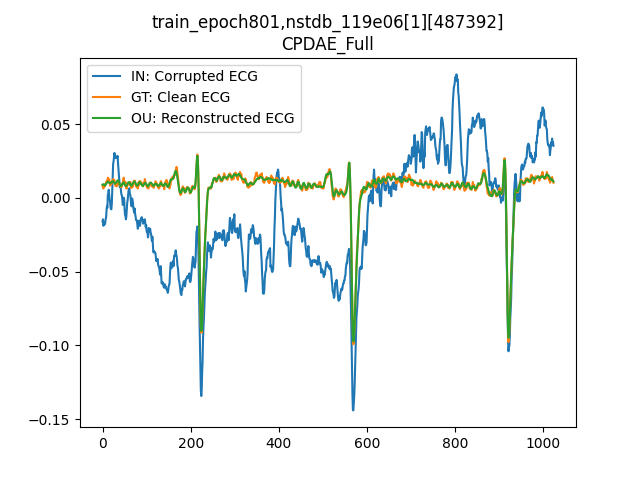 train_epoch801,nstdb_119e06[1][487392]
CPDAE_Full
IN: Corrupted ECG
GT: Clean ECG
OU: Reconstructed ECG
0.05
0.00
−0.05
−0.10
−0.15
0 200 400 600 800 1000